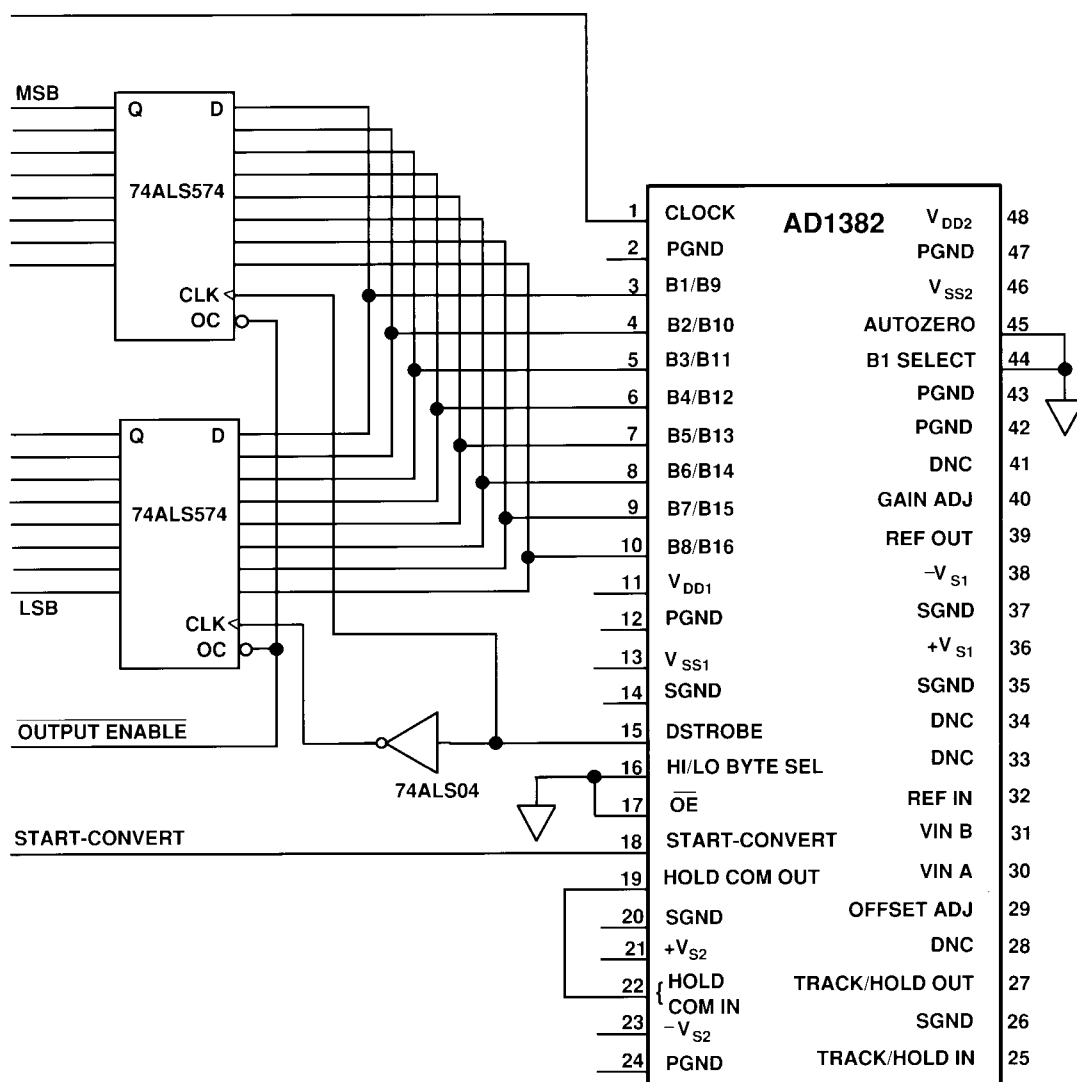 MSB
Q D
74ALS574
CLK
OC
Q D
74ALS574
LSB
CLK
OC
OUTPUT ENABLE
74ALS04
START-CONVERT
AD1382
1 CLOCK
2 PGND
3 B1/B9
4 B2/B10
5 B3/B11
6 B4/B12
7 B5/B13
8 B6/B14
9 B7/B15
10 B8/B16
11 VDD1
12 PGND
13 VSS1
14 SGND
15 DSTROBE
16 HI/LO BYTE SEL
17 OE
18 START-CONVERT
19 HOLD COM OUT
20 SGND
21 +VS2
22 { HOLD
COM IN
23 −VS2
24 PGND
VDD2 48
PGND 47
VSS2 46
AUTOZERO 45
B1 SELECT 44
PGND 43
PGND 42
DNC 41
GAIN ADJ 40
REF OUT 39
−VS1 38
SGND 37
+VS1 36
SGND 35
DNC 34
DNC 33
REF IN 32
VIN B 31
VIN A 30
OFFSET ADJ 29
DNC 28
TRACK/HOLD OUT 27
SGND 26
TRACK/HOLD IN 25